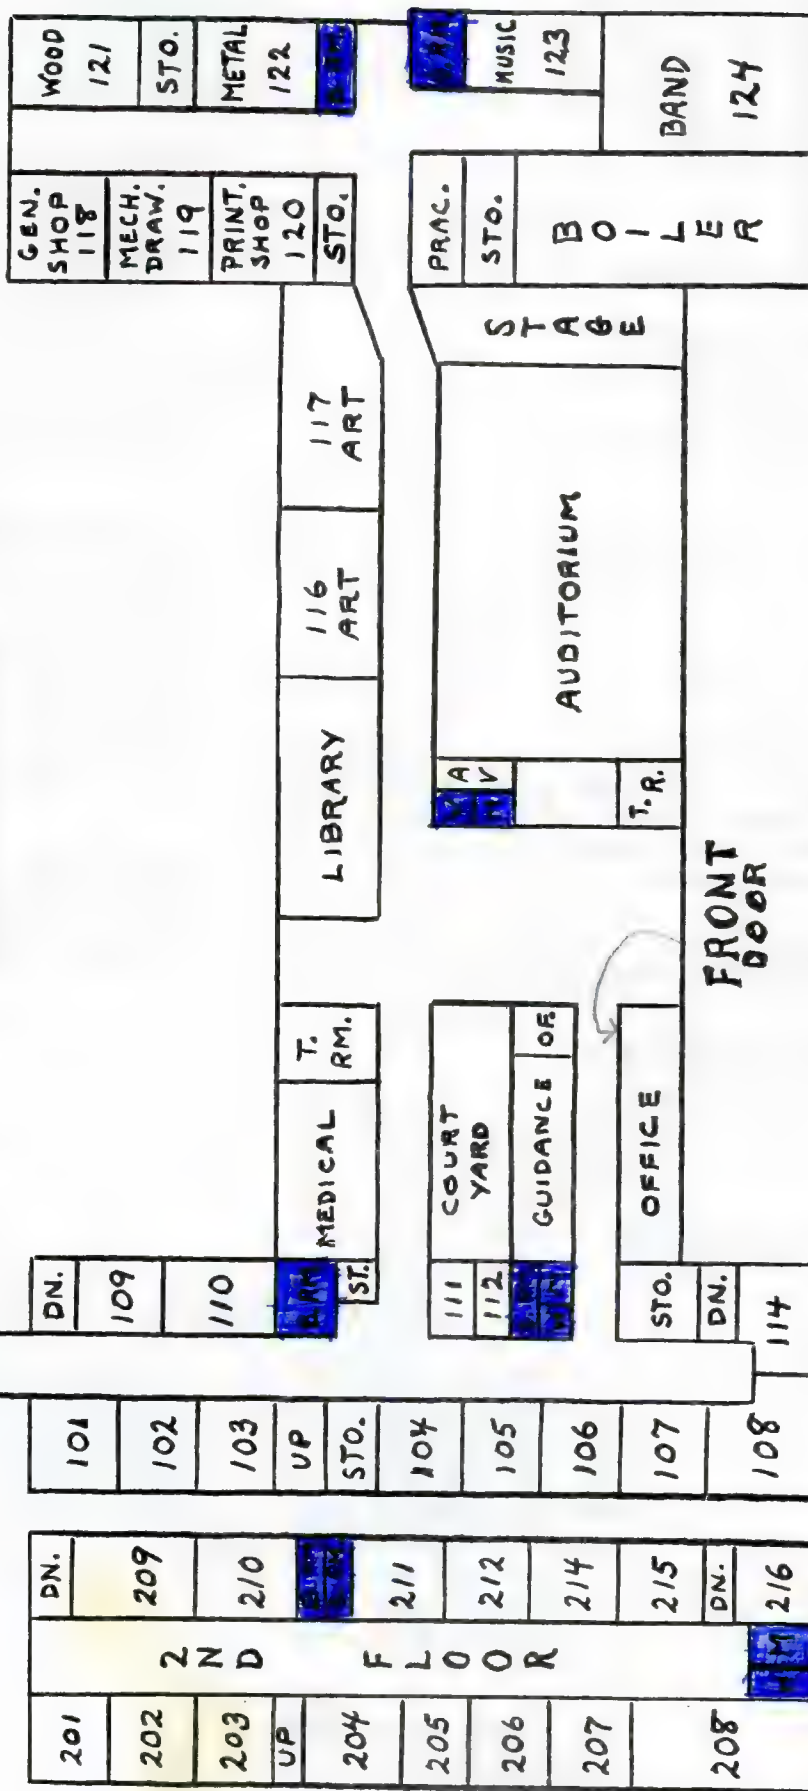 WOOD
121
STO.
METAL
122
MUSIC
123
BAND
124
GEN.
SHOP
118
MECH.
DRAW.
119
PRINT.
SHOP
120
STO.
PRAC.
STO.
BOILER
STAGE
117
ART
116
ART
LIBRARY
AUDITORIUM
AV
T.R.
FRONT
DOOR
T.
RM.
MEDICAL
COURT
YARD
GUIDANCE
OF.
OFFICE
DN.
109
110
ST.
111
112
STO.
DN.
114
101
102
103
UP
STO.
104
105
106
107
108
DN.
209
210
211
212
214
215
DN.
216
2ND FLOOR
201
202
203
UP
204
205
206
207
208